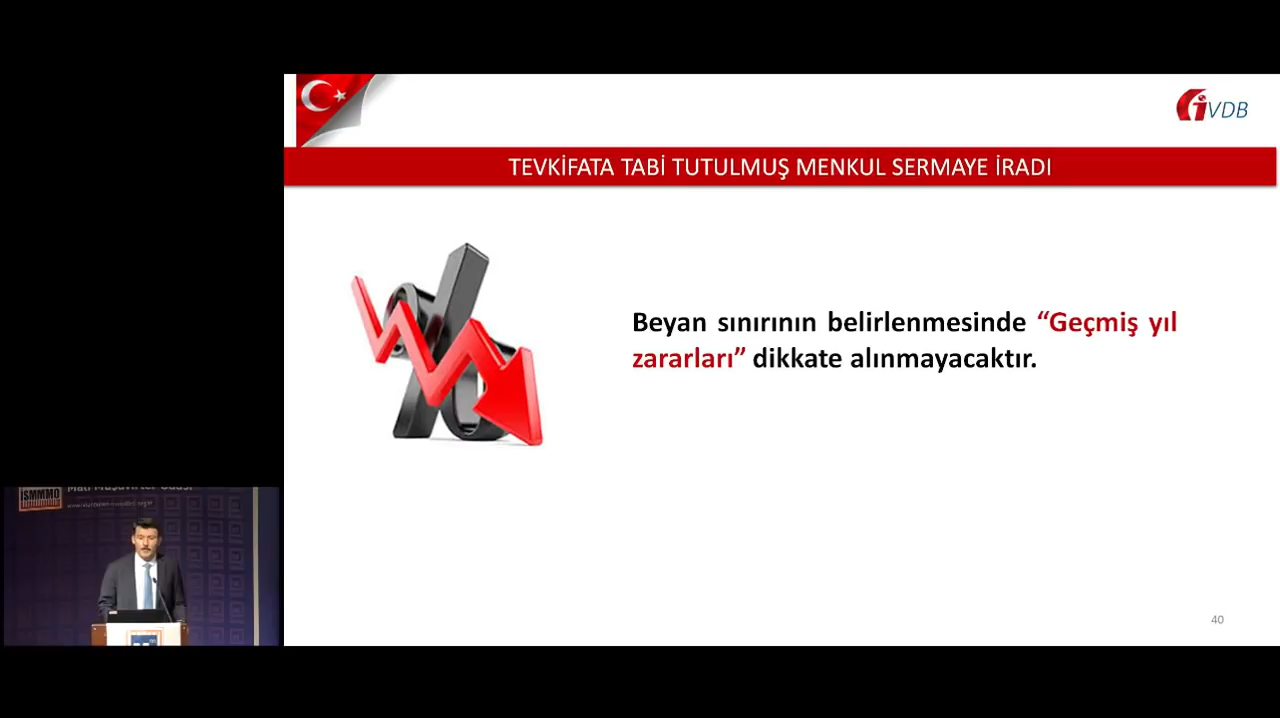 İVDB
TEVKİFATA TABİ TUTULMUŞ MENKUL SERMAYE İRADI
Beyan sınırının belirlenmesinde “Geçmiş yıl
zararları” dikkate alınmayacaktır.
40
İSMMMO
Mali Müşavirler Odası